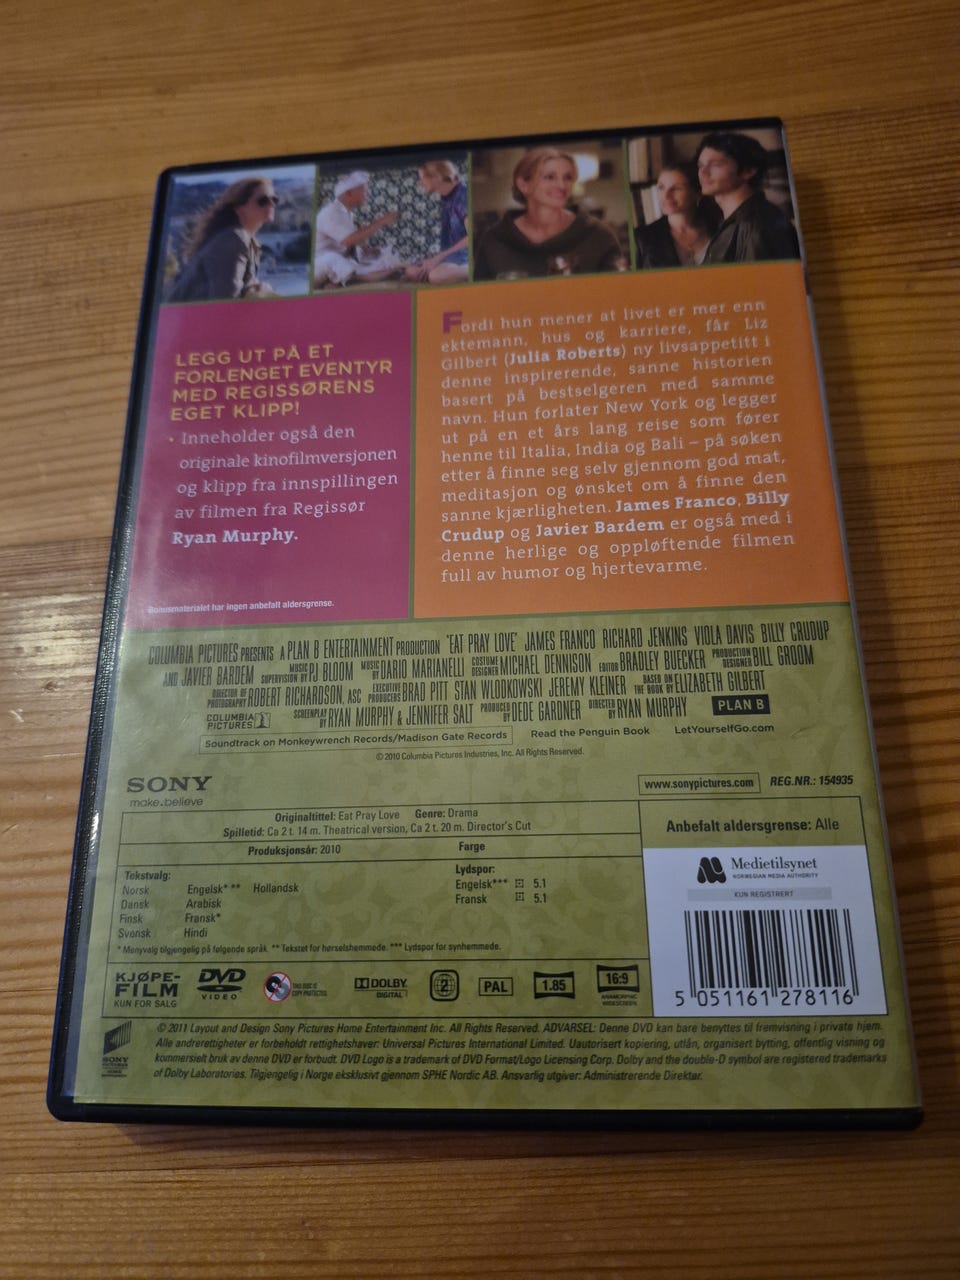 LEGG UT PÅ ET
FORLENGET EVENTYR
MED REGISSØRENS
EGET KLIPP!
• Inneholder også den
originale kinofilmversjonen
og klipp fra innspillingen
av filmen fra Regissør
Ryan Murphy.
Bonusmaterialet har ingen anbefalt aldersgrense.
Fordi hun mener at livet er mer enn
ektemann, hus og karriere, får Liz
Gilbert (Julia Roberts) ny livsappetitt i
denne inspirerende, sanne historien
basert på bestselgeren med samme
navn. Hun forlater New York og legger
ut på en et års lang reise som fører
henne til Italia, India og Bali – på søken
etter å finne seg selv gjennom god mat,
meditasjon og ønsket om å finne den
sanne kjærligheten. James Franco, Billy
Crudup og Javier Bardem er også med i
denne herlige og oppløftende filmen
full av humor og hjertevarme.
COLUMBIA PICTURES PRESENTS A PLAN B ENTERTAINMENT PRODUCTION "EAT PRAY LOVE" JAMES FRANCO RICHARD JENKINS VIOLA DAVIS BILLY CRUDUP
AND JAVIER BARDEM MUSIC SUPERVISION BY PJ BLOOM MUSIC BY DARIO MARIANELLI COSTUME DESIGNER MICHAEL DENNISON EDITOR BRADLEY BUECKER PRODUCTION DESIGNER BILL GROOM
DIRECTOR OF PHOTOGRAPHY ROBERT RICHARDSON, ASC EXECUTIVE PRODUCERS BRAD PITT STAN WLODKOWSKI JEREMY KLEINER BASED ON THE BOOK BY ELIZABETH GILBERT
COLUMBIA PICTURES SCREENPLAY BY RYAN MURPHY & JENNIFER SALT PRODUCED BY DEDE GARDNER DIRECTED BY RYAN MURPHY PLAN B
Soundtrack on Monkeywrench Records/Madison Gate Records Read the Penguin Book LetYourselfGo.com
© 2010 Columbia Pictures Industries, Inc. All Rights Reserved.
SONY
make.believe
www.sonypictures.com REG.NR.: 154935
Originaltittel: Eat Pray Love Genre: Drama
Spilletid: Ca 2 t. 14 m. Theatrical version, Ca 2 t. 20 m. Director's Cut
Produksjonsår: 2010 Farge
Tekstvalg:
Norsk Engelsk* ** Hollandsk
Dansk Arabisk
Finsk Fransk*
Svensk Hindi
Lydspor:
Engelsk*** 5.1
Fransk 5.1
* Menyvalg tilgjengelig på følgende språk ** Tekstet for hørselshemmede. *** Lydspor for synhemmede.
Anbefalt aldersgrense: Alle
Medietilsynet
NORWEGIAN MEDIA AUTHORITY
KUN REGISTRERT
5 051161 278116
KJØPE-
FILM
KUN FOR SALG
DVD
VIDEO
THIS DISC IS
COPY PROTECTED
DOLBY
DIGITAL
2
PAL
1.85
16:9
ANAMORPHIC
WIDESCREEN
SONY
PICTURES
© 2011 Layout and Design Sony Pictures Home Entertainment Inc. All Rights Reserved. ADVARSEL: Denne DVD kan bare benyttes til fremvisning i private hjem.
Alle andrerettigheter er forbeholdt rettighetshaver: Universal Pictures International Limited. Uautorisert kopiering, utlån, organisert bytting, offentlig visning og
kommersielt bruk av denne DVD er forbudt. DVD Logo is a trademark of DVD Format/Logo Licensing Corp. Dolby and the double-D symbol are registered trademarks
of Dolby Laboratories. Tilgjengelig i Norge eksklusivt gjennom SPHE Nordic AB. Ansvarlig utgiver: Administrerende Direktør.